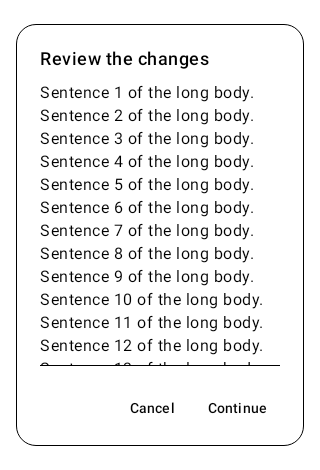 Review the changes
Sentence 1 of the long body.
Sentence 2 of the long body.
Sentence 3 of the long body.
Sentence 4 of the long body.
Sentence 5 of the long body.
Sentence 6 of the long body.
Sentence 7 of the long body.
Sentence 8 of the long body.
Sentence 9 of the long body.
Sentence 10 of the long body.
Sentence 11 of the long body.
Sentence 12 of the long body.
Cancel Continue